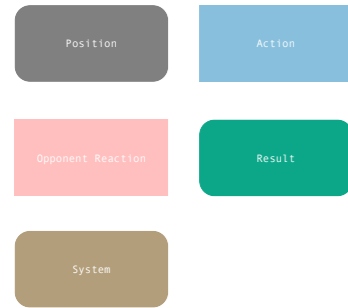 Position
Action
Opponent Reaction
Result
System